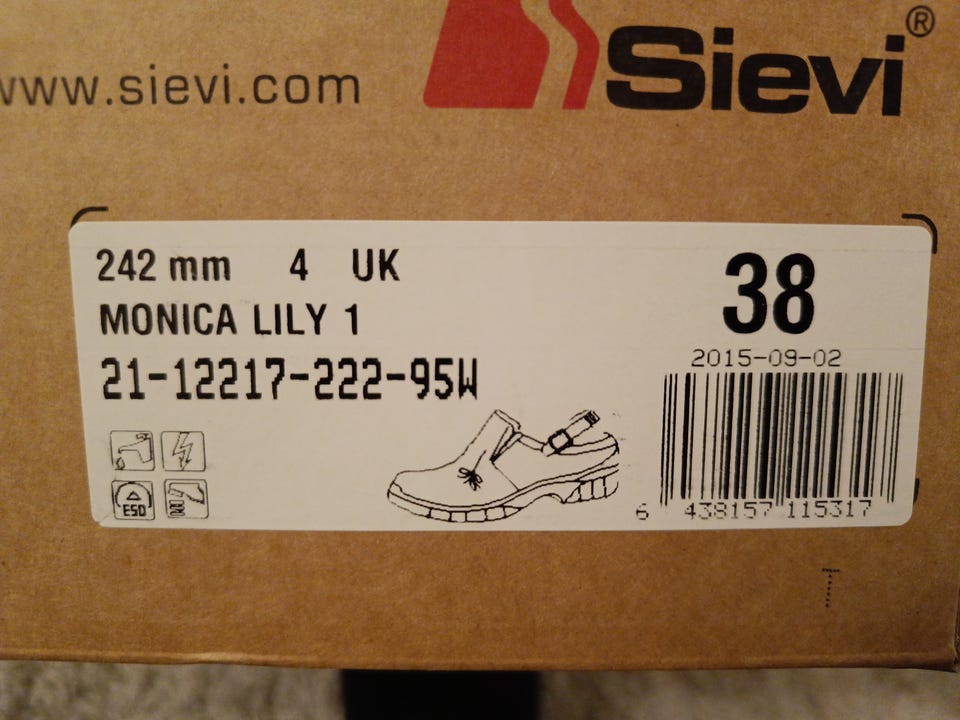 www.sievi.com
Sievi®
242 mm 4 UK
MONICA LILY 1
21-12217-222-95W
ESD
38
2015-09-02
6 438157 115317